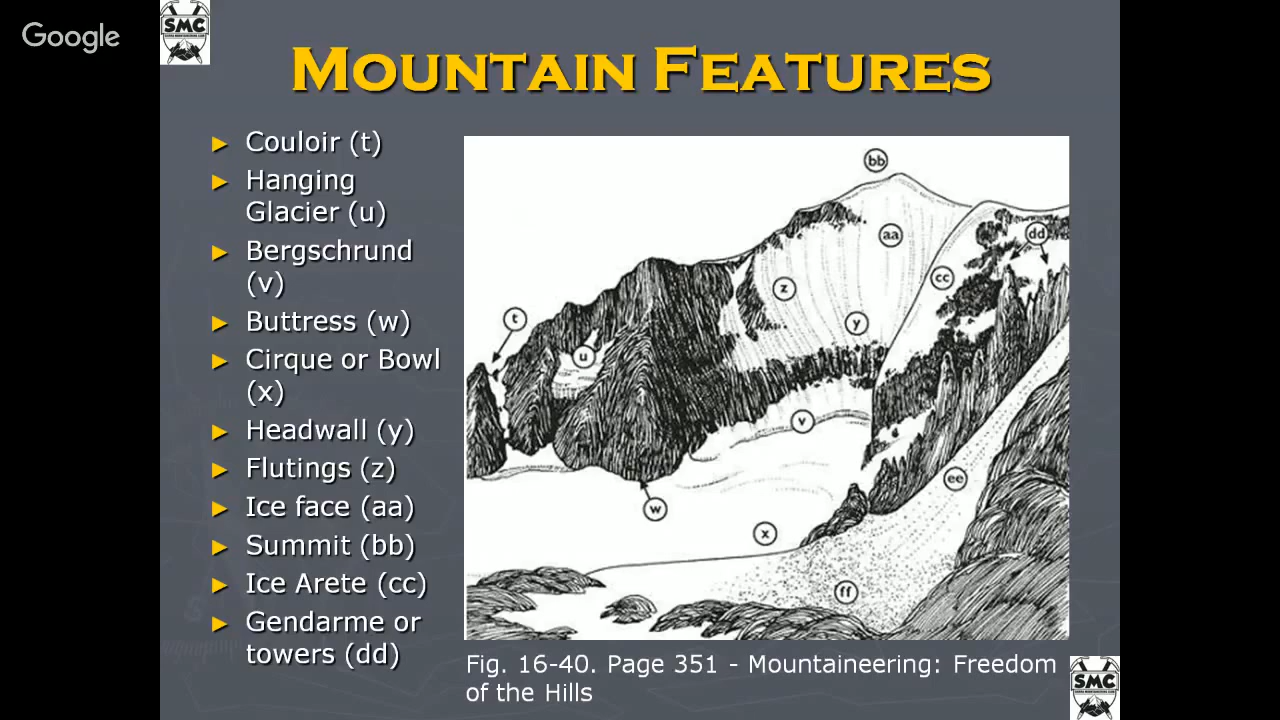 Google
SMC
MOUNTAIN FEATURES
► Couloir (t)
► Hanging
Glacier (u)
► Bergschrund
(v)
► Buttress (w)
► Cirque or Bowl
(x)
► Headwall (y)
► Flutings (z)
► Ice face (aa)
► Summit (bb)
► Ice Arete (cc)
► Gendarme or
towers (dd)
bb
aa
dd
cc
z
t
y
u
v
ee
w
x
ff
Fig. 16-40. Page 351 - Mountaineering: Freedom
of the Hills
SMC